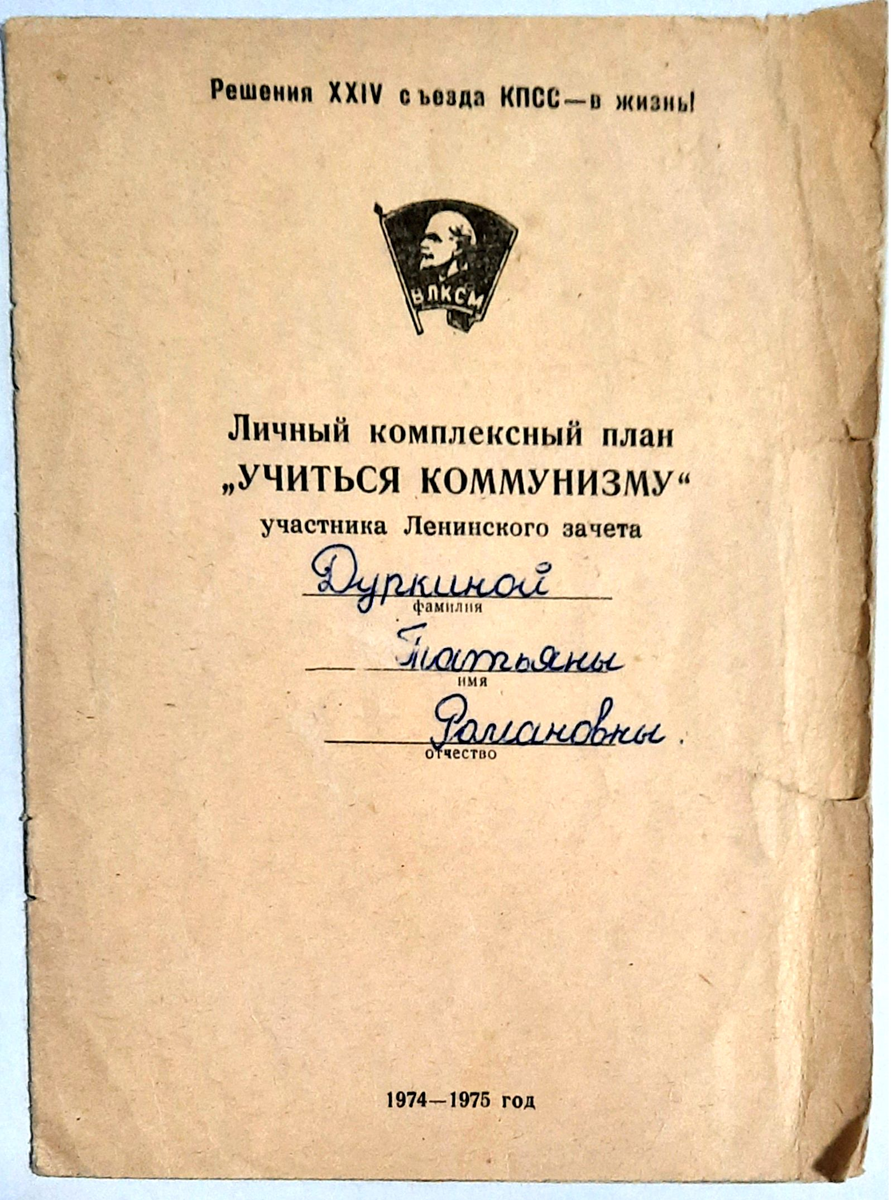 Решения XXIV съезда КПСС—в жизнь!
ВЛКСМ
Личный комплексный план
„УЧИТЬСЯ КОММУНИЗМУ“
участника Ленинского зачета
Дуркиной
фамилия
Татьяны
имя
Романовны.
отчество
1974—1975 год